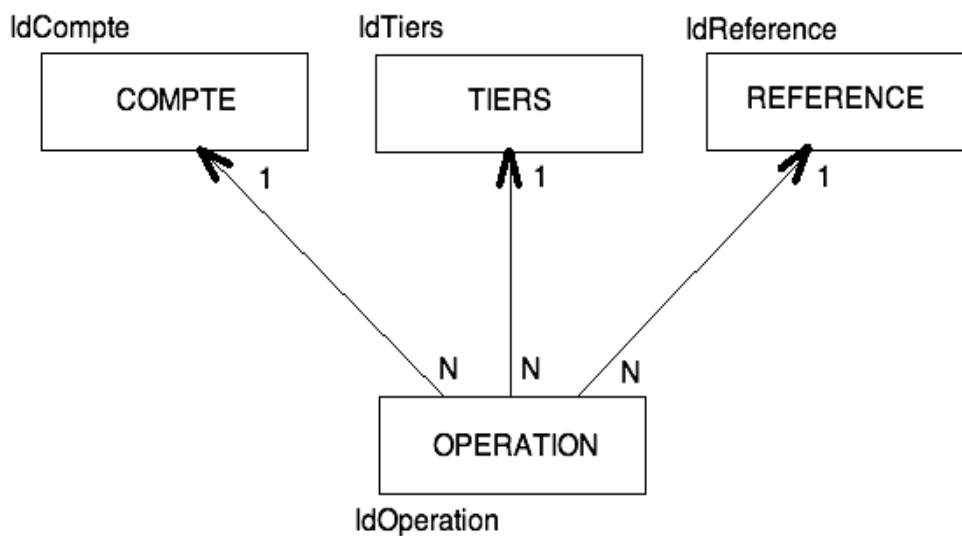 IdCompte
IdTiers
IdReference
COMPTE
TIERS
REFERENCE
1
1
1
N
N
N
OPERATION
IdOperation